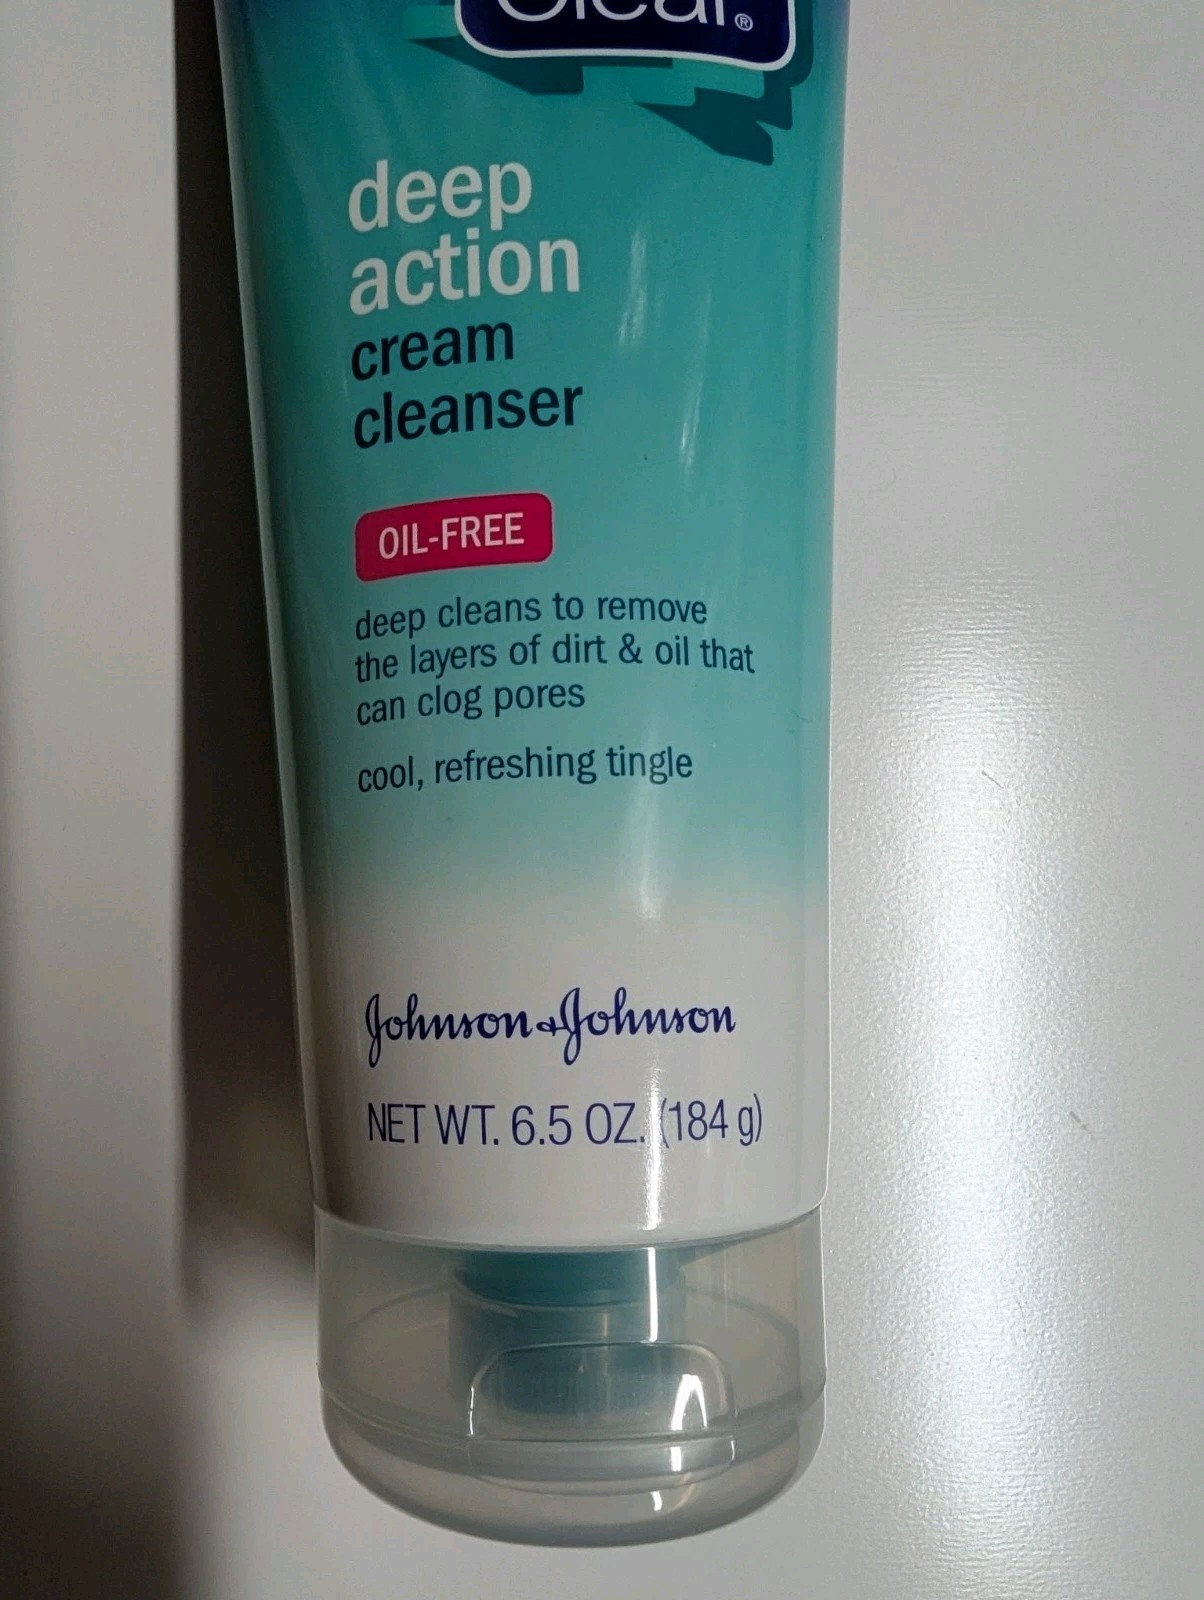 Clear®
deep
action
cream
cleanser
OIL-FREE
deep cleans to remove
the layers of dirt & oil that
can clog pores
cool, refreshing tingle
Johnson & Johnson
NET WT. 6.5 OZ. (184 g)